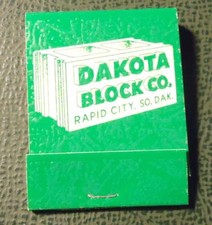 DAKOTA
BLOCK CO.
RAPID CITY, SO. DAK.